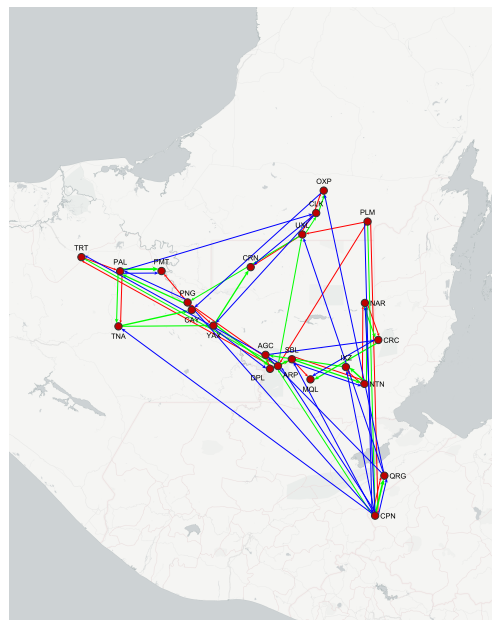 OXP
CLK
PLM
UXL
TRT
PAL
PMT
CRN
PNG
NAR
CAY
TNA
YAX
CRC
AGC
SBL
IXZ
DPL
ARP
MQL
NTN
QRG
CPN